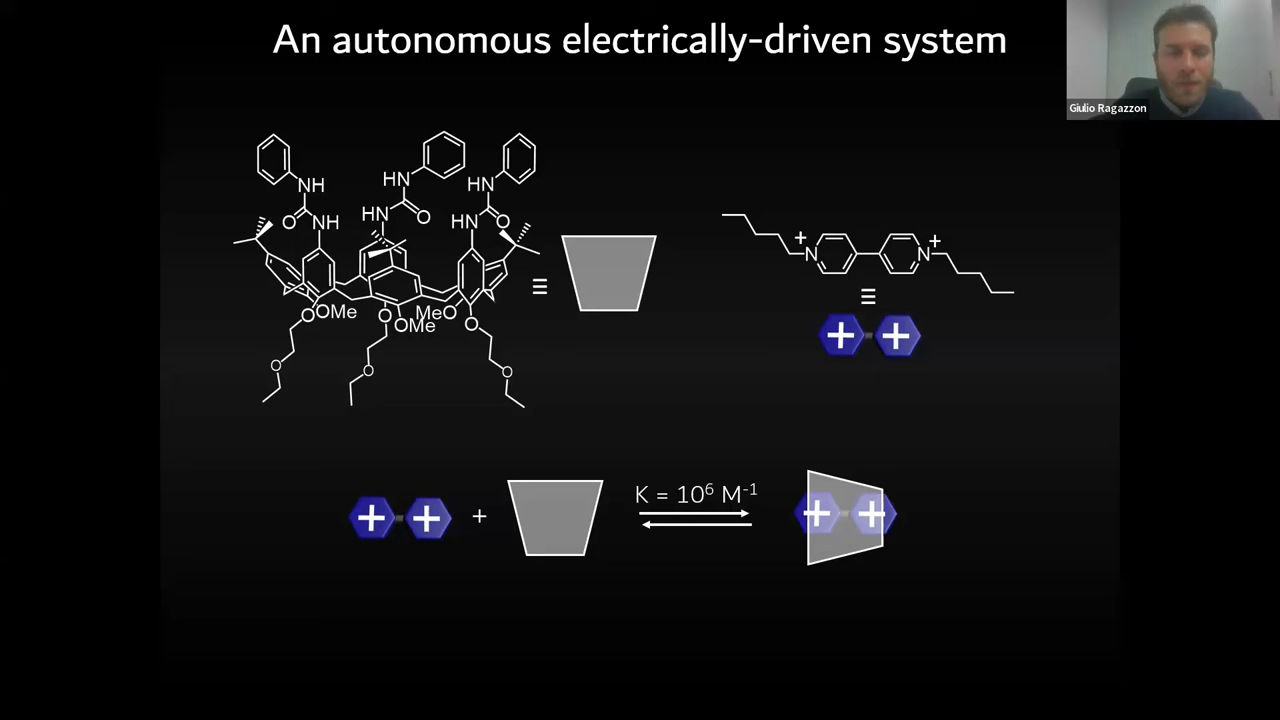 An autonomous electrically-driven system
Giulio Ragazzon
NH
HN
HN
O
NH
HN
O
HN
O
≡
+
N
N
+
O
OMe
O
OMe
MeO
O
≡
O
O
O
+ +
+ + +
K = 10⁶ M⁻¹
+ +